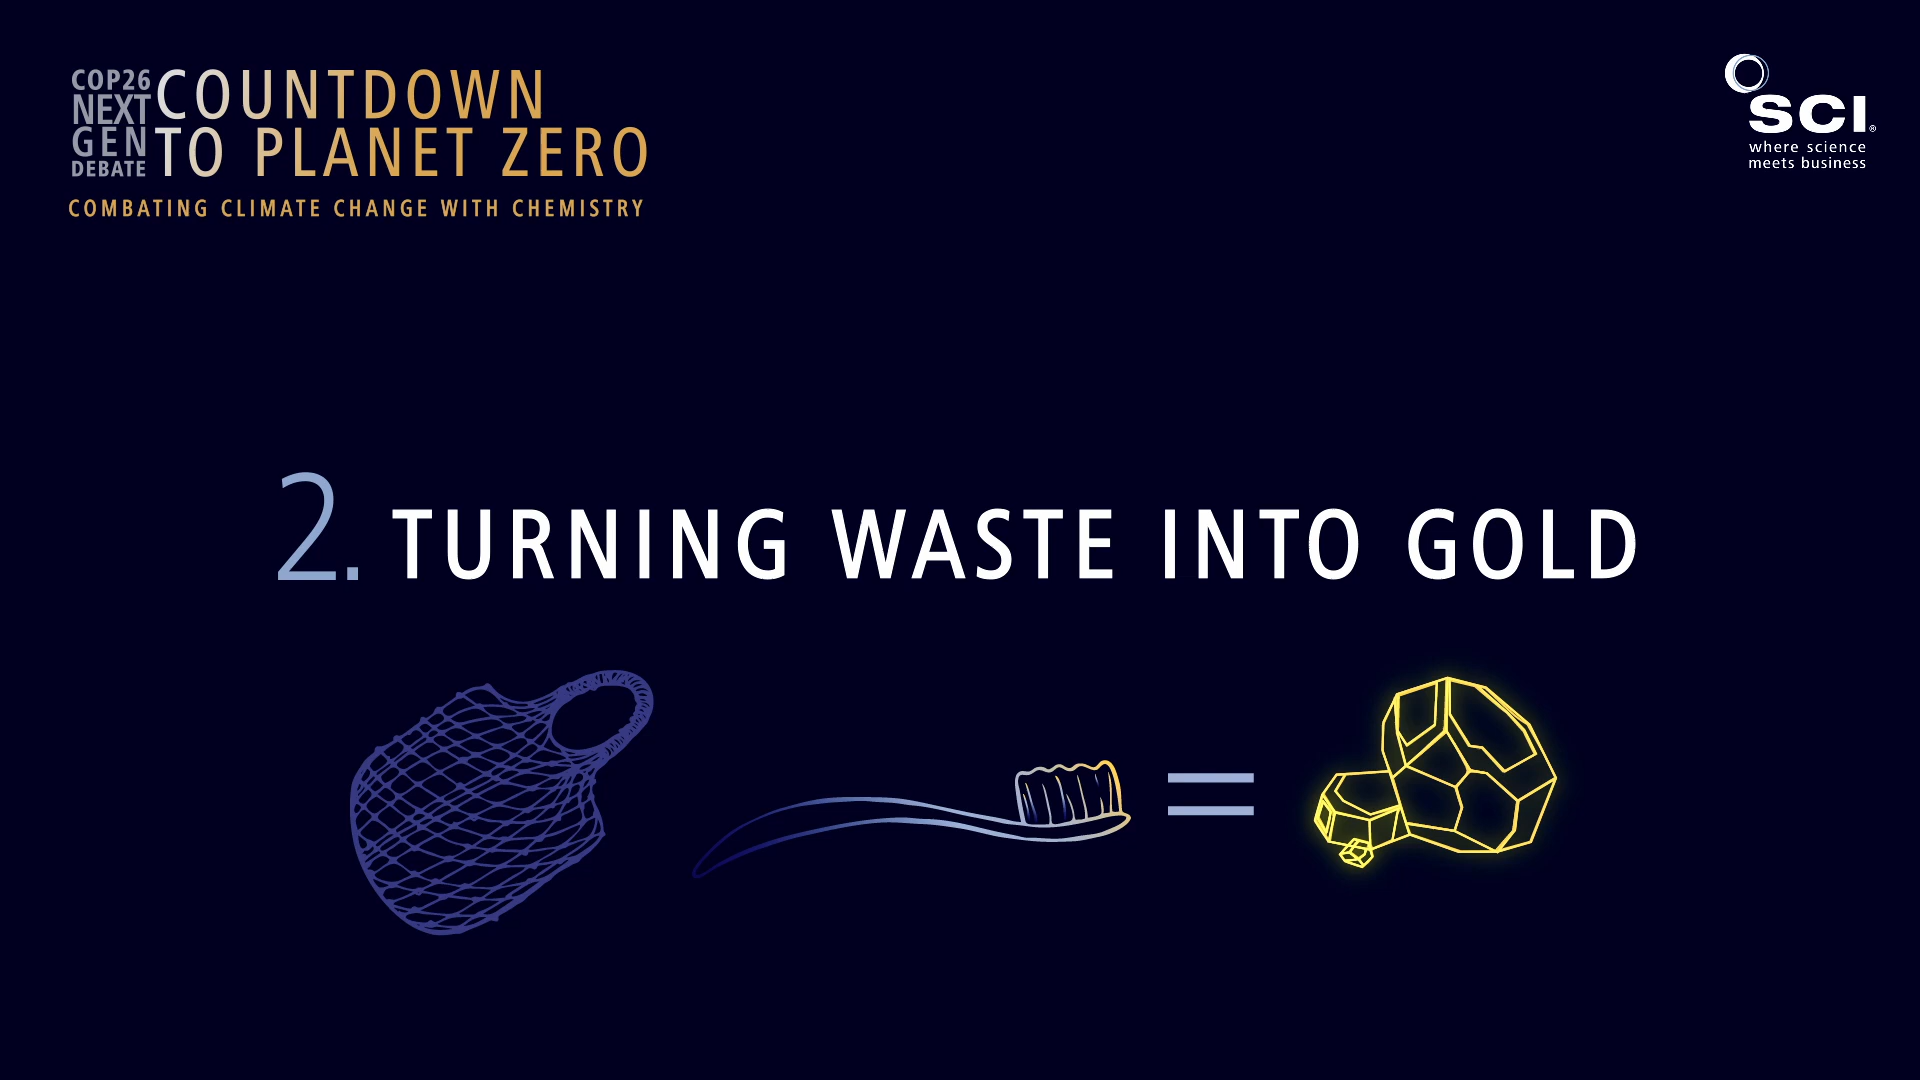 COP26
NEXT
GEN
DEBATE
COUNTDOWN
TO PLANET ZERO
COMBATING CLIMATE CHANGE WITH CHEMISTRY
SCI®
where science
meets business
2. TURNING WASTE INTO GOLD
=